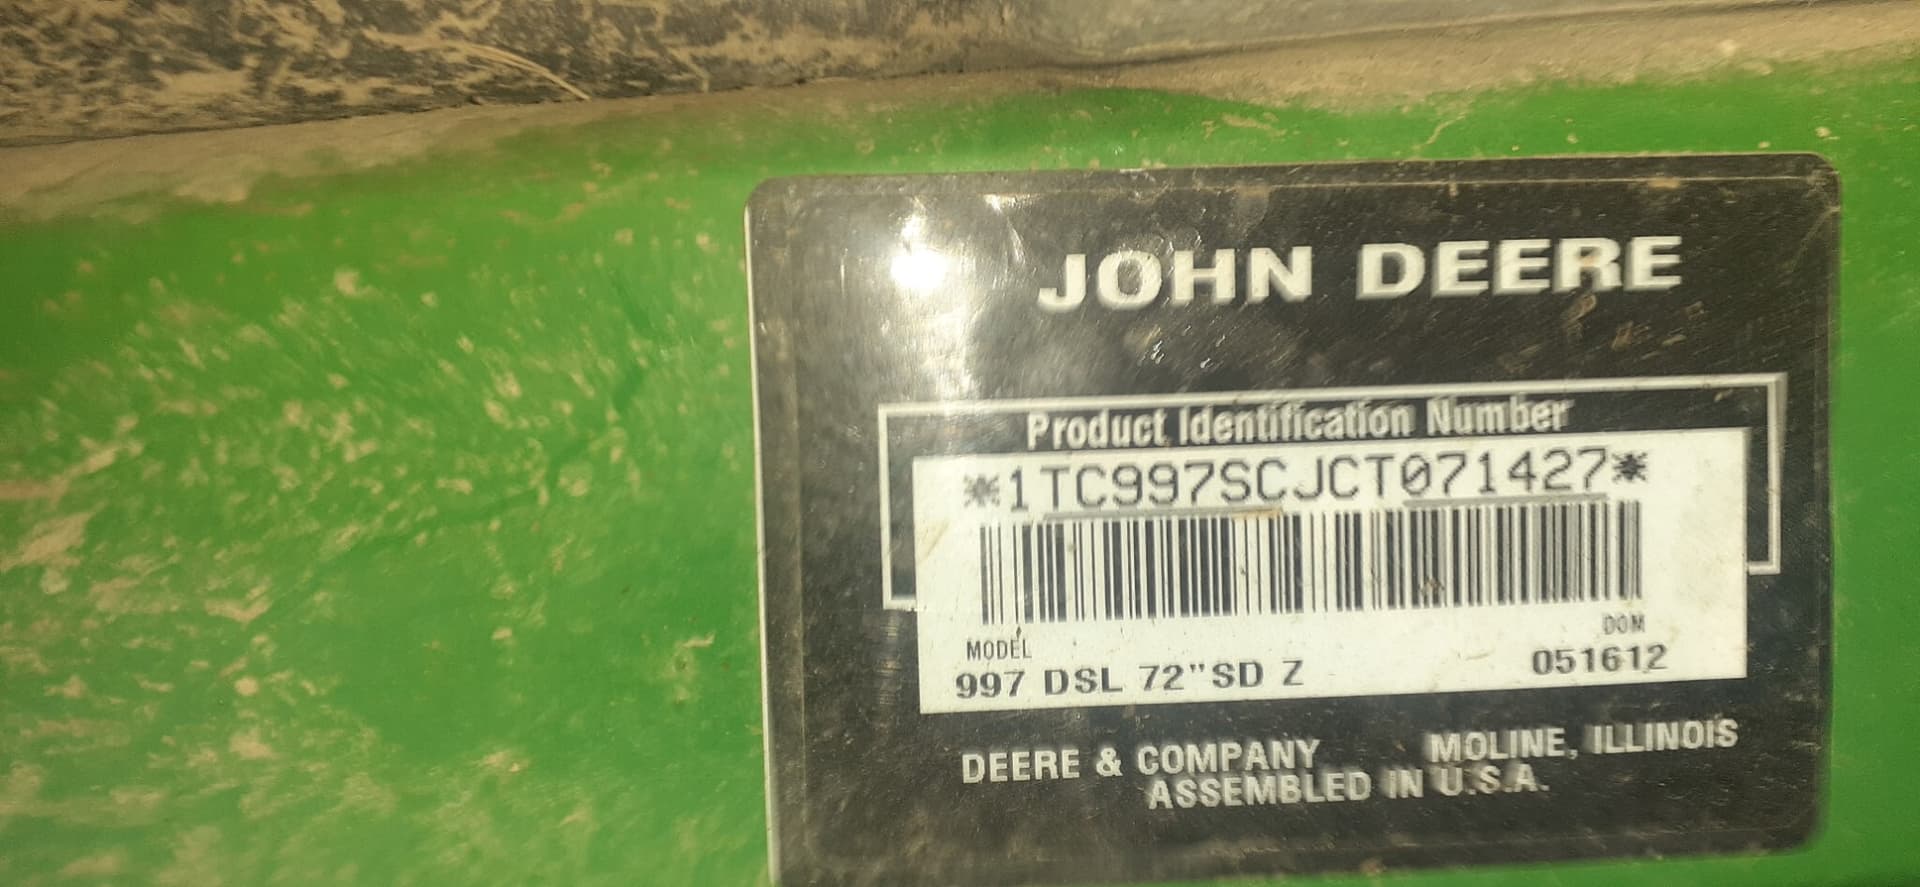 JOHN DEERE
Product Identification Number
*1TC997SCJCT071427*
MODEL
DOM
997 DSL 72"SD Z
051612
DEERE & COMPANY MOLINE, ILLINOIS
ASSEMBLED IN U.S.A.